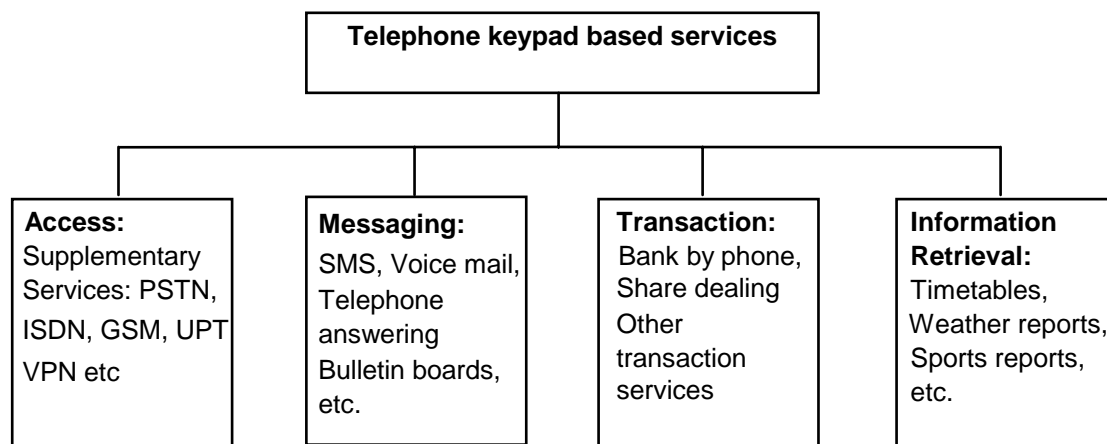 Telephone keypad based services
Access:
Supplementary
Services: PSTN,
ISDN, GSM, UPT
VPN etc
Messaging:
SMS, Voice mail,
Telephone
answering
Bulletin boards,
etc.
Transaction:
Bank by phone,
Share dealing
Other
transaction
services
Information
Retrieval:
Timetables,
Weather reports,
Sports reports,
etc.